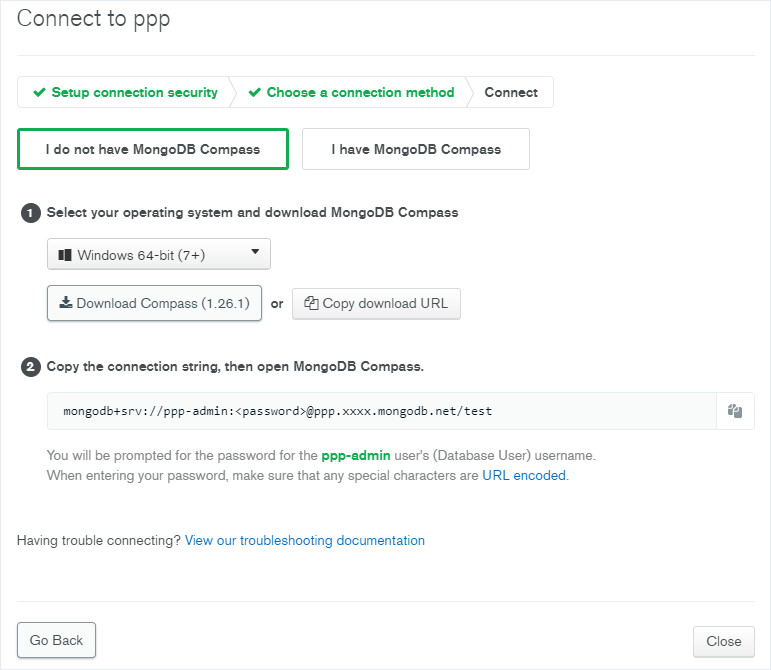 Connect to ppp
Setup connection security Choose a connection method Connect
I do not have MongoDB Compass I have MongoDB Compass
1 Select your operating system and download MongoDB Compass
Windows 64-bit (7+)
Download Compass (1.26.1) or Copy download URL
2 Copy the connection string, then open MongoDB Compass.
mongodb+srv://ppp-admin:<password>@ppp.xxxx.mongodb.net/test
You will be prompted for the password for the ppp-admin user's (Database User) username.
When entering your password, make sure that any special characters are URL encoded.
Having trouble connecting? View our troubleshooting documentation
Go Back Close